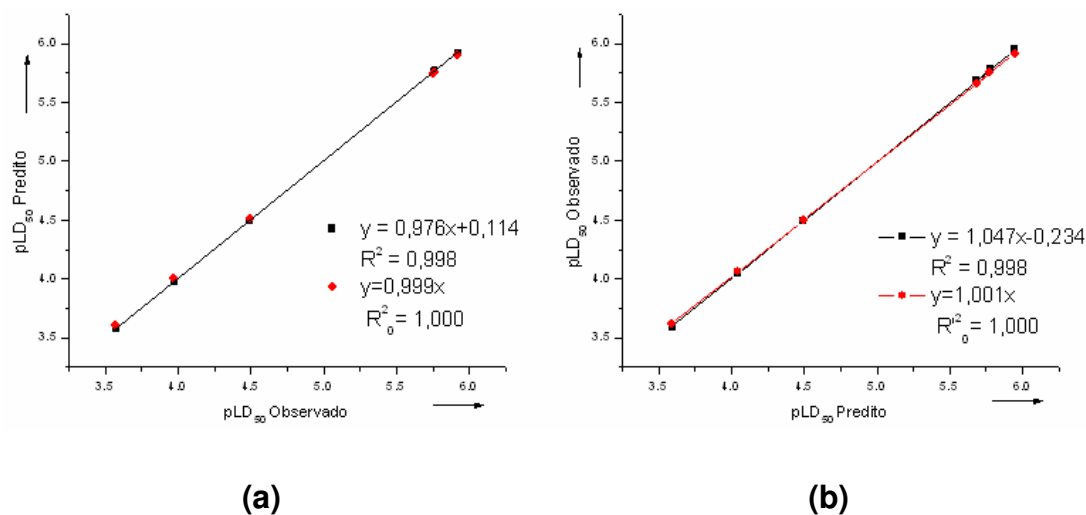 6.0
5.5
5.0
4.5
4.0
3.5
pLD50 Predito
y = 0,976x+0,114
R2 = 0,998
y=0,999x
R20= 1,000
3.5 4.0 4.5 5.0 5.5 6.0
pLD50 Observado
(a)
6.0
5.5
5.0
4.5
4.0
3.5
pLD50 Observado
y = 1,047x-0,234
R2 = 0,998
y=1,001x
R'20= 1,000
3.5 4.0 4.5 5.0 5.5 6.0
pLD50 Predito
(b)